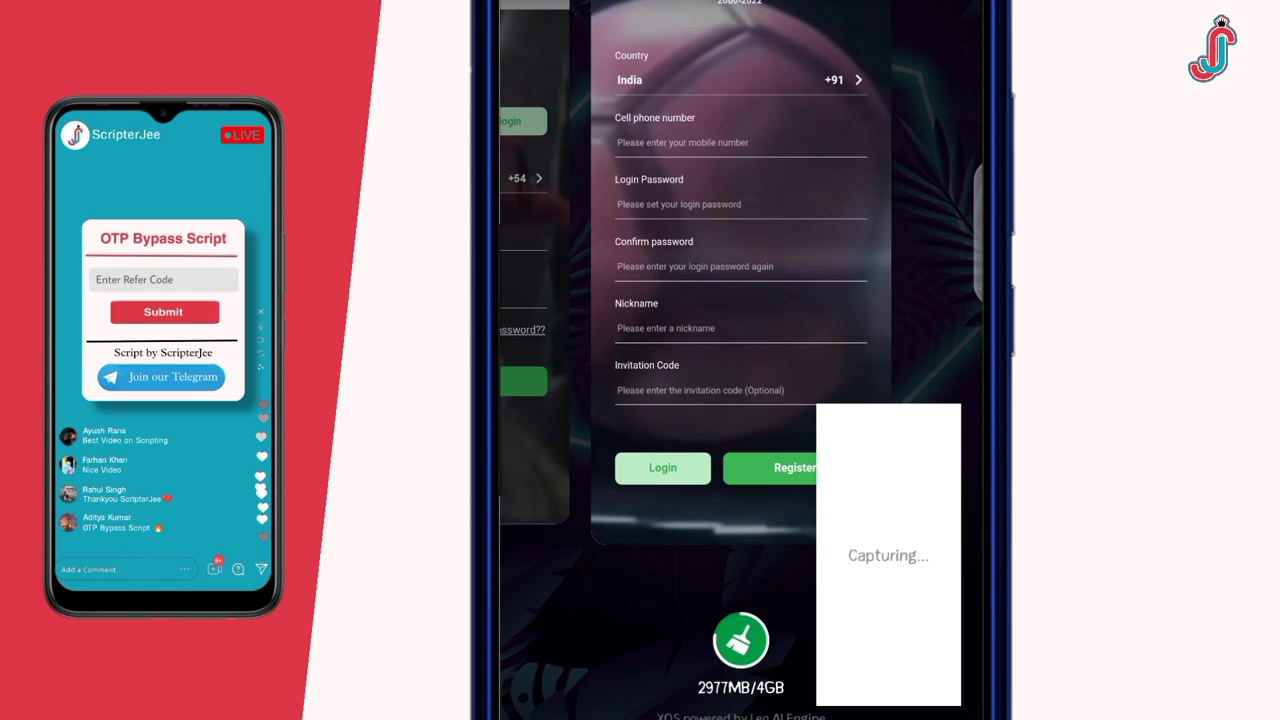 ScripterJee
LIVE
OTP Bypass Script
Enter Refer Code
Submit
Script by ScripterJee
Join our Telegram
Ayush Rana
Best Video on Scripting
Farhan Khan
Nice Video
Rahul Singh
Thankyou ScripterJee
Aditya Kumar
OTP Bypass Script
Add a Comment...
9+
ogin
+54
ssword??
2000-2022
Country
India +91
Cell phone number
Please enter your mobile number
Login Password
Please set your login password
Confirm password
Please enter your login password again
Nickname
Please enter a nickname
Invitation Code
Please enter the invitation code (Optional)
Login
Register
Capturing...
2977MB/4GB
XOS powered by Leo AI Engine